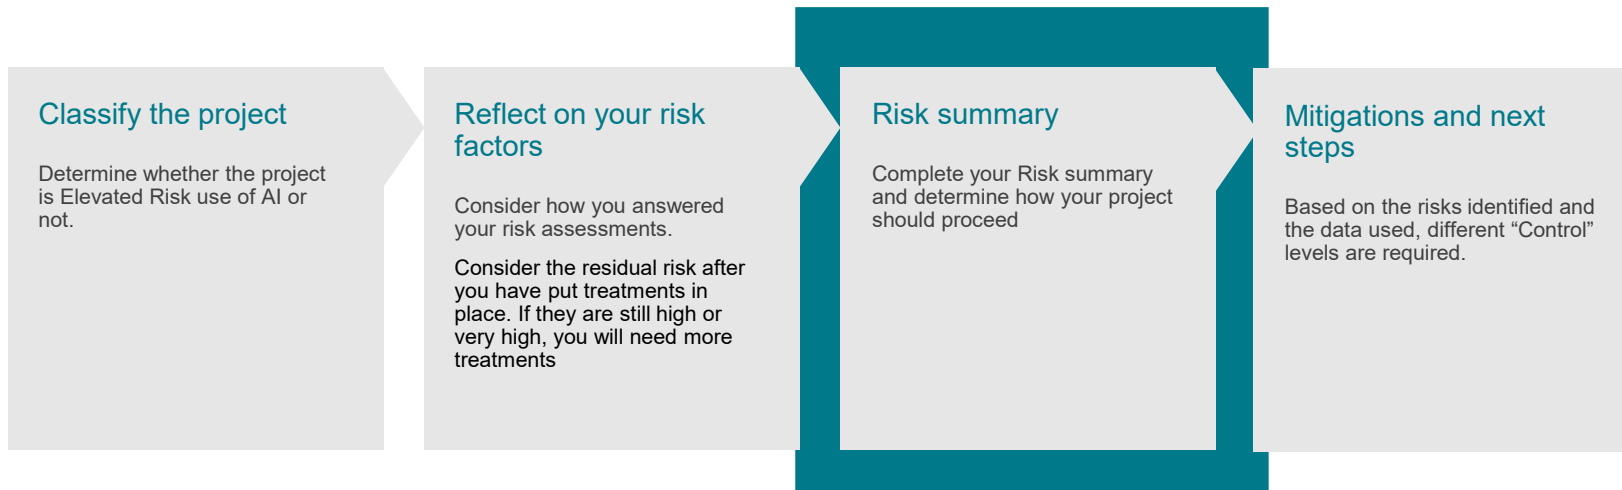 Classify the project
Determine whether the project
is Elevated Risk use of AI or
not.
Reflect on your risk
factors
Consider how you answered
your risk assessments.
Consider the residual risk after
you have put treatments in
place. If they are still high or
very high, you will need more
treatments
Risk summary
Complete your Risk summary
and determine how your project
should proceed
Mitigations and next
steps
Based on the risks identified and
the data used, different “Control”
levels are required.